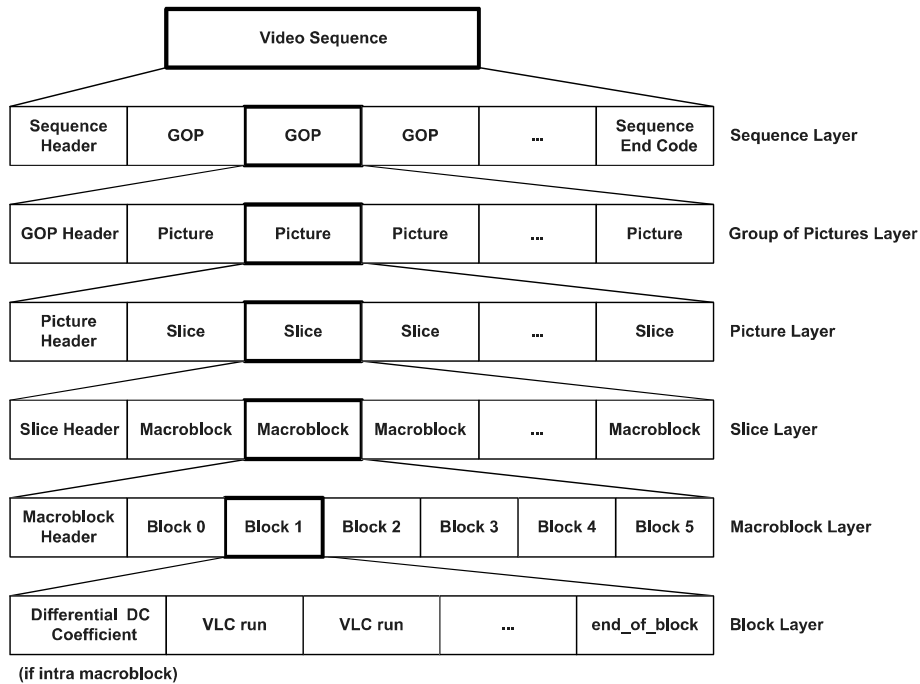 Video Sequence
Sequence Header GOP GOP GOP ... Sequence End Code Sequence Layer
GOP Header Picture Picture Picture ... Picture Group of Pictures Layer
Picture Header Slice Slice Slice ... Slice Picture Layer
Slice Header Macroblock Macroblock Macroblock ... Macroblock Slice Layer
Macroblock Header Block 0 Block 1 Block 2 Block 3 Block 4 Block 5 Macroblock Layer
Differential DC Coefficient VLC run VLC run ... end_of_block Block Layer
(if intra macroblock)